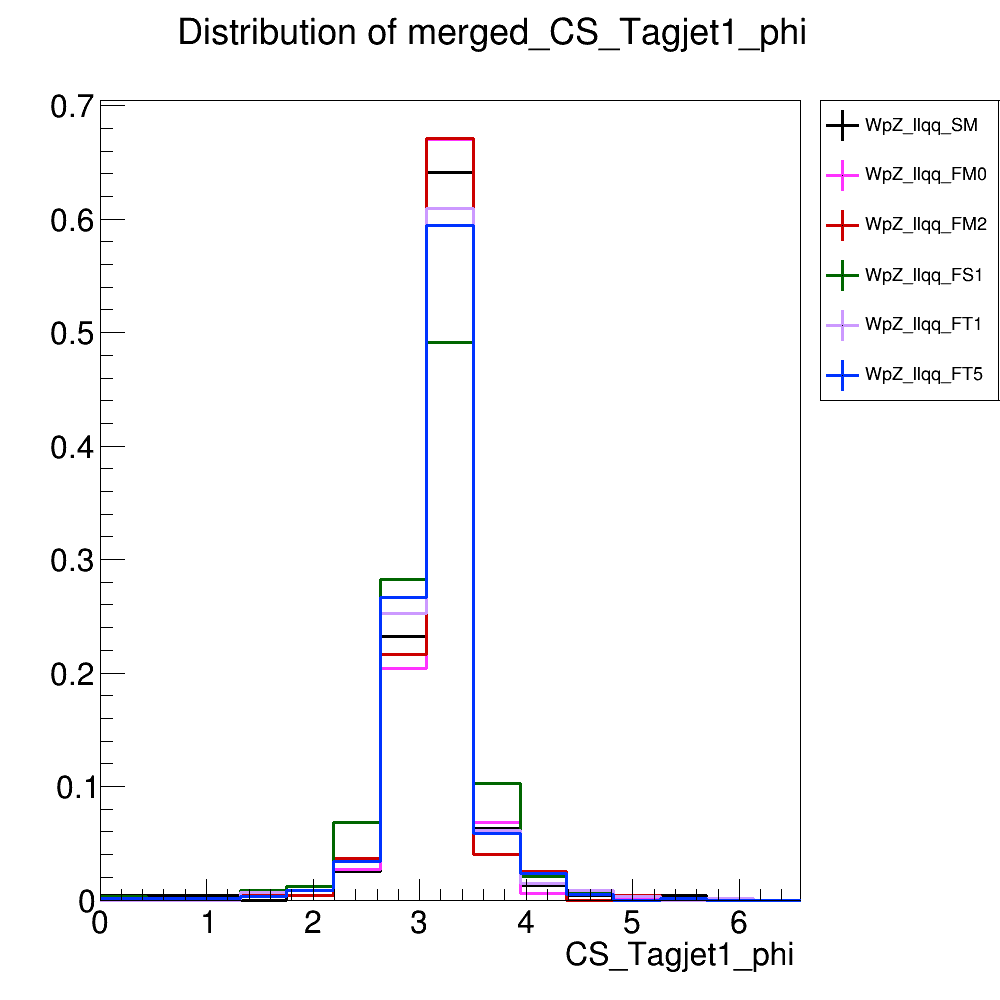 Distribution of merged_CS_Tagjet1_phi
0.7
0.6
0.5
0.4
0.3
0.2
0.1
0
0 1 2 3 4 5 6
CS_Tagjet1_phi
WpZ_llqq_SM
WpZ_llqq_FM0
WpZ_llqq_FM2
WpZ_llqq_FS1
WpZ_llqq_FT1
WpZ_llqq_FT5